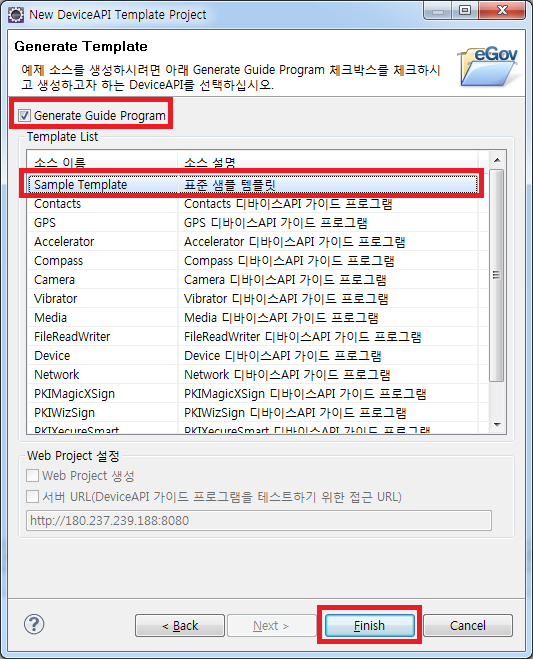 New DeviceAPI Template Project
Generate Template
eGov
예제 소스를 생성하시려면 아래 Generate Guide Program 체크박스를 체크하시
고 생성하고자 하는 DeviceAPI를 선택하십시오.
Generate Guide Program
Template List
소스 이름 소스 설명
Sample Template 표준 샘플 템플릿
Contacts Contacts 디바이스API 가이드 프로그램
GPS GPS 디바이스API 가이드 프로그램
Accelerator Accelerator 디바이스API 가이드 프로그램
Compass Compass 디바이스API 가이드 프로그램
Camera Camera 디바이스API 가이드 프로그램
Vibrator Vibrator 디바이스API 가이드 프로그램
Media Media 디바이스API 가이드 프로그램
FileReadWriter FileReadWriter 디바이스API 가이드 프로그램
Device Device 디바이스API 가이드 프로그램
Network Network 디바이스API 가이드 프로그램
PKIMagicXSign PKIMagicXSign 디바이스API 가이드 프로그램
PKIWizSign PKIWizSign 디바이스API 가이드 프로그램
PKIXecureSmart PKIXecureSmart 디바이스API 가이드 프로그램
Web Project 설정
Web Project 생성
서버 URL(DeviceAPI 가이드 프로그램을 테스트하기 위한 접근 URL)
http://180.237.239.188:8080
? < Back Next > Finish Cancel